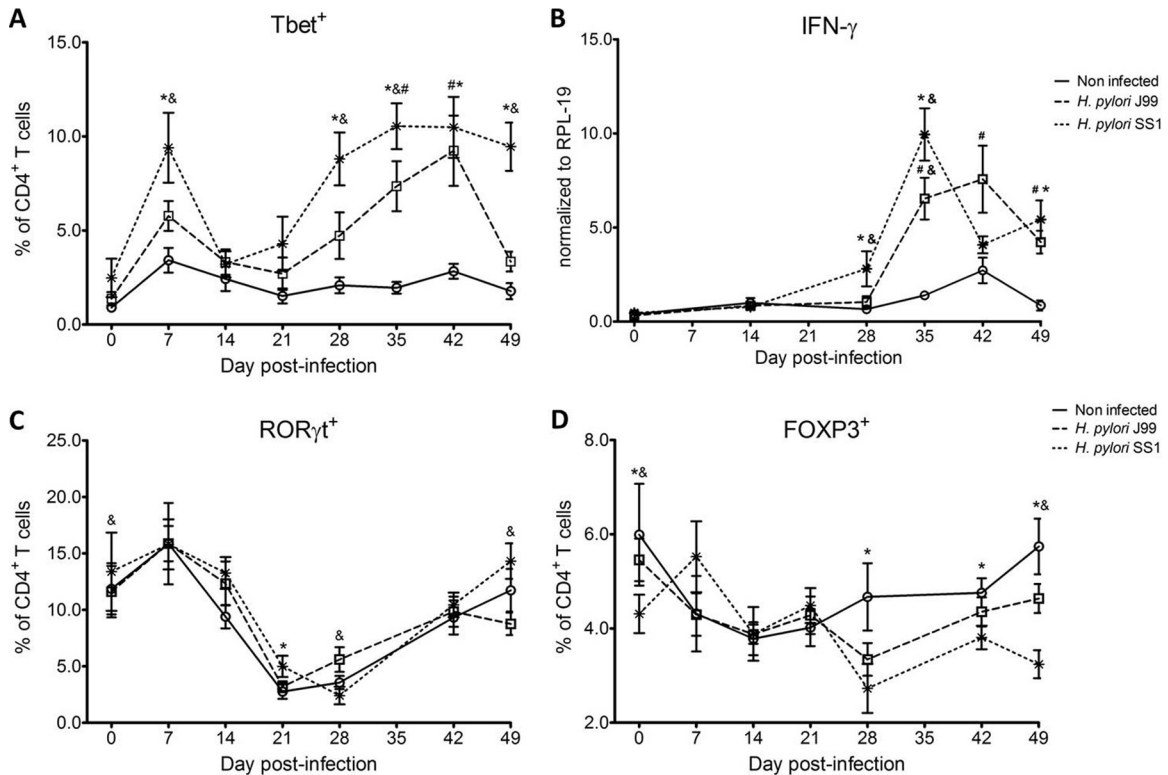 A
Tbet+
15.0
10.0
5.0
0.0
% of CD4+ T cells
*&
*&
*&#
#*
*&
0 7 14 21 28 35 42 49
Day post-infection
B
IFN-γ
15.0
10.0
5.0
0.0
normalized to RPL-19
*&
*&
#&
#
#*
0 7 14 21 28 35 42 49
Day post-infection
Non infected
H. pylori J99
H. pylori SS1
C
RORγt+
25.0
20.0
15.0
10.0
5.0
0.0
% of CD4+ T cells
&
*
&
&
0 7 14 21 28 35 42 49
Day post-infection
D
FOXP3+
8.0
6.0
4.0
2.0
% of CD4+ T cells
*&
*
*
*&
0 7 14 21 28 35 42 49
Day post-infection
Non infected
H. pylori J99
H. pylori SS1